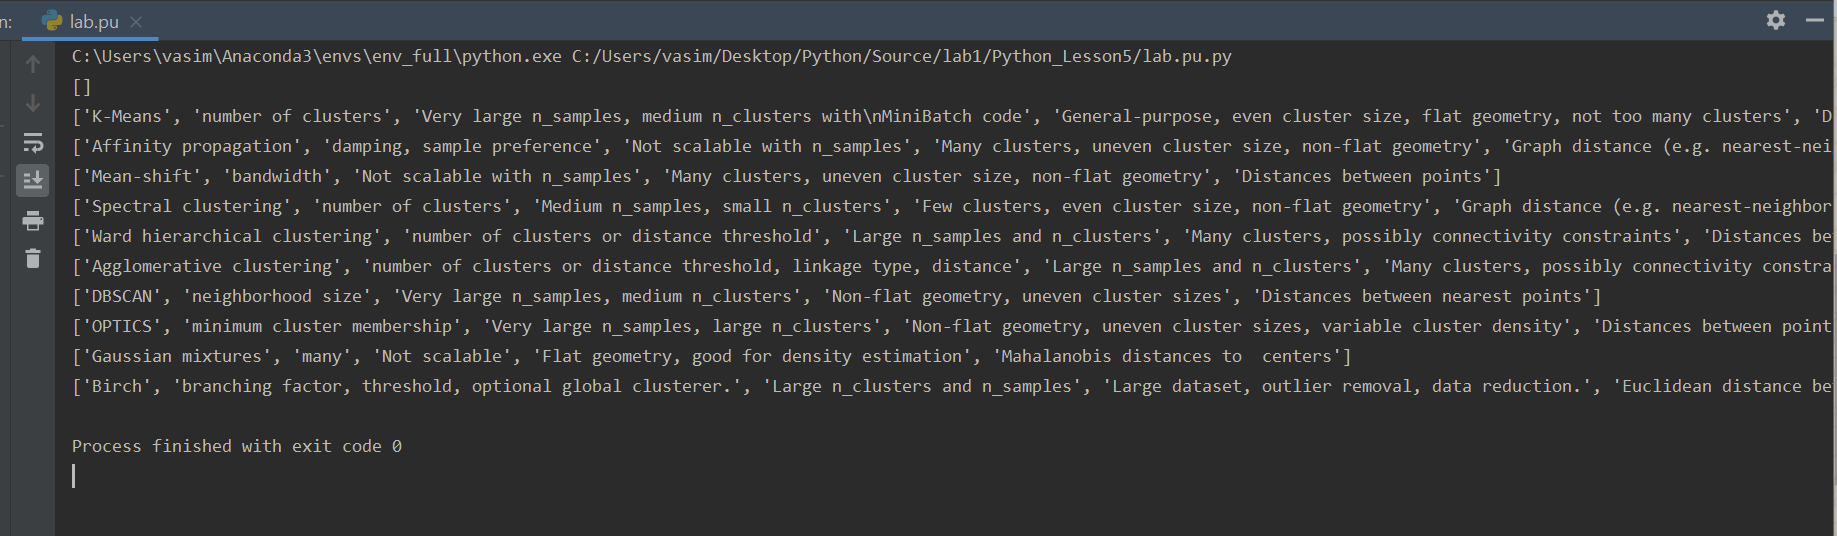 n: lab.pu
C:\Users\vasim\Anaconda3\envs\env_full\python.exe C:/Users/vasim/Desktop/Python/Source/lab1/Python_Lesson5/lab.pu.py
[]
['K-Means', 'number of clusters', 'Very large n_samples, medium n_clusters with\nMiniBatch code', 'General-purpose, even cluster size, flat geometry, not too many clusters', 'D
['Affinity propagation', 'damping, sample preference', 'Not scalable with n_samples', 'Many clusters, uneven cluster size, non-flat geometry', 'Graph distance (e.g. nearest-nei
['Mean-shift', 'bandwidth', 'Not scalable with n_samples', 'Many clusters, uneven cluster size, non-flat geometry', 'Distances between points']
['Spectral clustering', 'number of clusters', 'Medium n_samples, small n_clusters', 'Few clusters, even cluster size, non-flat geometry', 'Graph distance (e.g. nearest-neighbor
['Ward hierarchical clustering', 'number of clusters or distance threshold', 'Large n_samples and n_clusters', 'Many clusters, possibly connectivity constraints', 'Distances be
['Agglomerative clustering', 'number of clusters or distance threshold, linkage type, distance', 'Large n_samples and n_clusters', 'Many clusters, possibly connectivity constra
['DBSCAN', 'neighborhood size', 'Very large n_samples, medium n_clusters', 'Non-flat geometry, uneven cluster sizes', 'Distances between nearest points']
['OPTICS', 'minimum cluster membership', 'Very large n_samples, large n_clusters', 'Non-flat geometry, uneven cluster sizes, variable cluster density', 'Distances between point
['Gaussian mixtures', 'many', 'Not scalable', 'Flat geometry, good for density estimation', 'Mahalanobis distances to  centers']
['Birch', 'branching factor, threshold, optional global clusterer.', 'Large n_clusters and n_samples', 'Large dataset, outlier removal, data reduction.', 'Euclidean distance be
Process finished with exit code 0